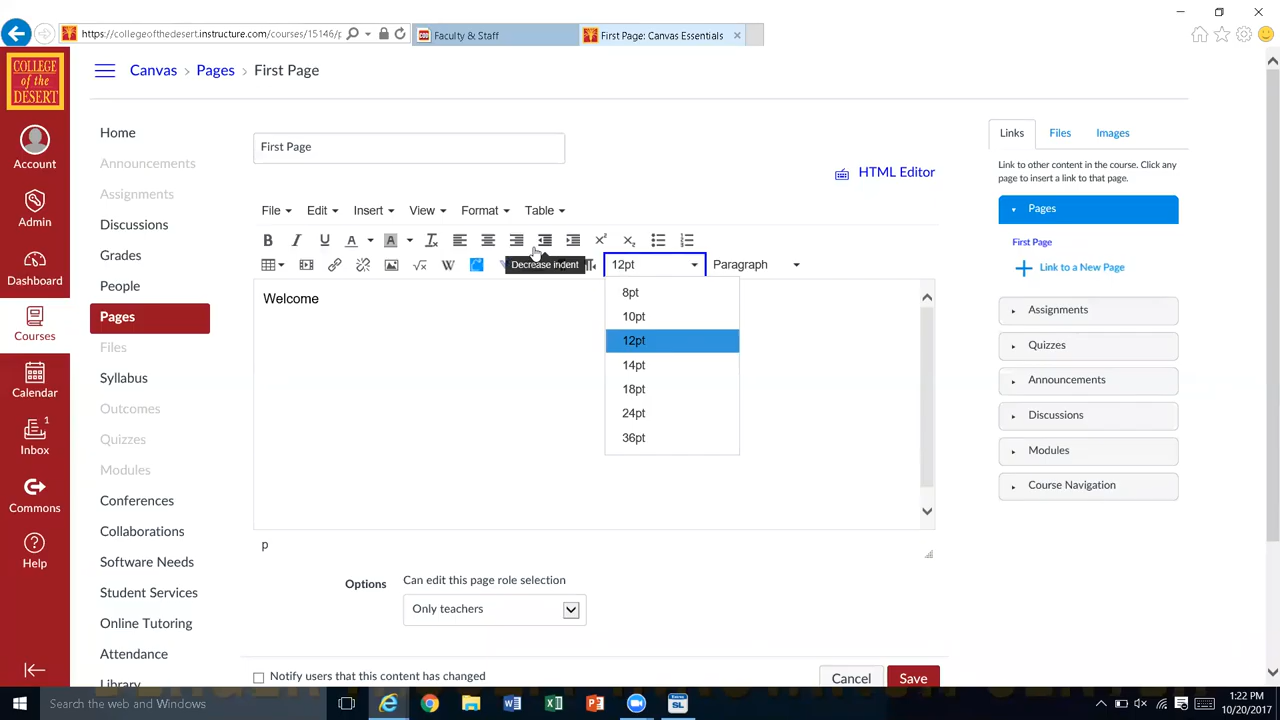 https://collegeofthedesert.instructure.com/courses/15146/p
Faculty & Staff
First Page: Canvas Essentials
COLLEGE
of the
DESERT
Canvas > Pages > First Page
Account
Admin
Dashboard
Courses
Calendar
1
Inbox
Commons
Help
Home
Announcements
Assignments
Discussions
Grades
People
Pages
Files
Syllabus
Outcomes
Quizzes
Modules
Conferences
Collaborations
Software Needs
Student Services
Online Tutoring
Attendance
Library
First Page
HTML Editor
File Edit Insert View Format Table
12pt Paragraph
Decrease indent
Welcome
8pt
10pt
12pt
14pt
18pt
24pt
36pt
p
Options
Can edit this page role selection
Only teachers
Notify users that this content has changed
Cancel Save
Links Files Images
Link to other content in the course. Click any
page to insert a link to that page.
Pages
First Page
Link to a New Page
Assignments
Quizzes
Announcements
Discussions
Modules
Course Navigation
Search the web and Windows
1:22 PM
10/20/2017